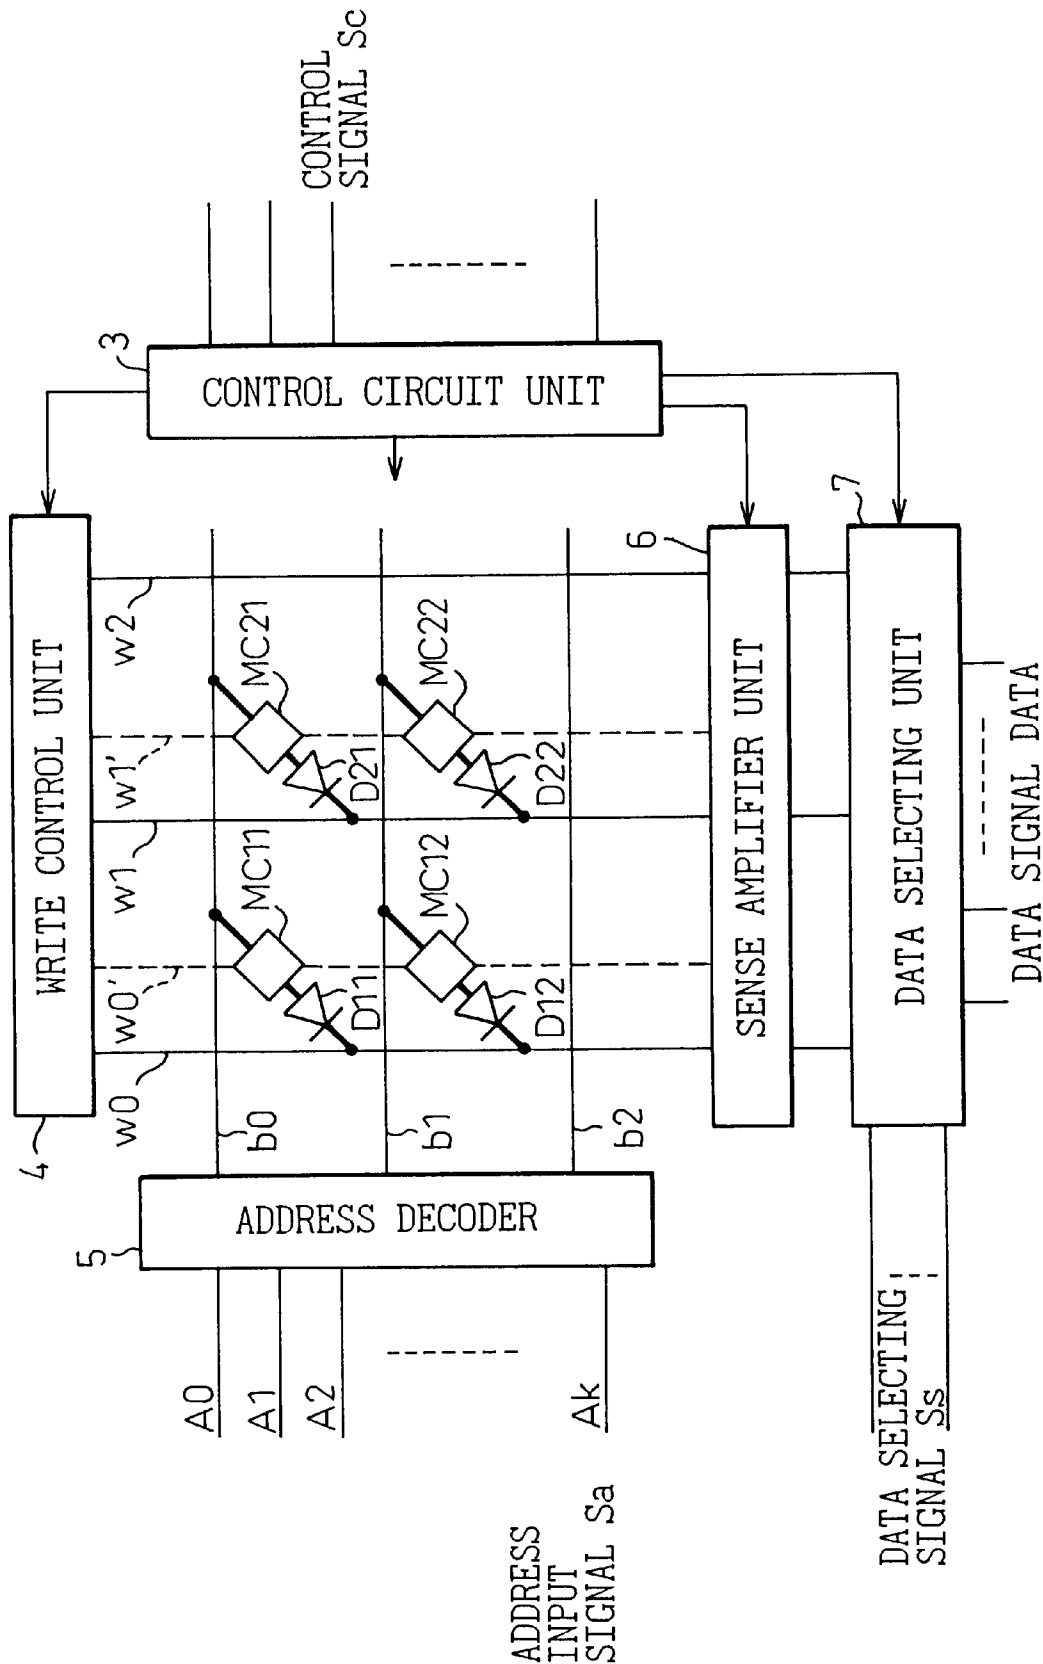 4
WRITE CONTROL UNIT
w0
w0'
w1
w1'
w2
3
CONTROL CIRCUIT UNIT
CONTROL
SIGNAL Sc
5
ADDRESS DECODER
A0
A1
A2
Ak
ADDRESS
INPUT
SIGNAL Sa
b0
b1
b2
MC11
D11
MC21
D21
MC12
D12
MC22
D22
6
SENSE AMPLIFIER UNIT
7
DATA SELECTING UNIT
DATA SELECTING
SIGNAL Ss
DATA SIGNAL DATA